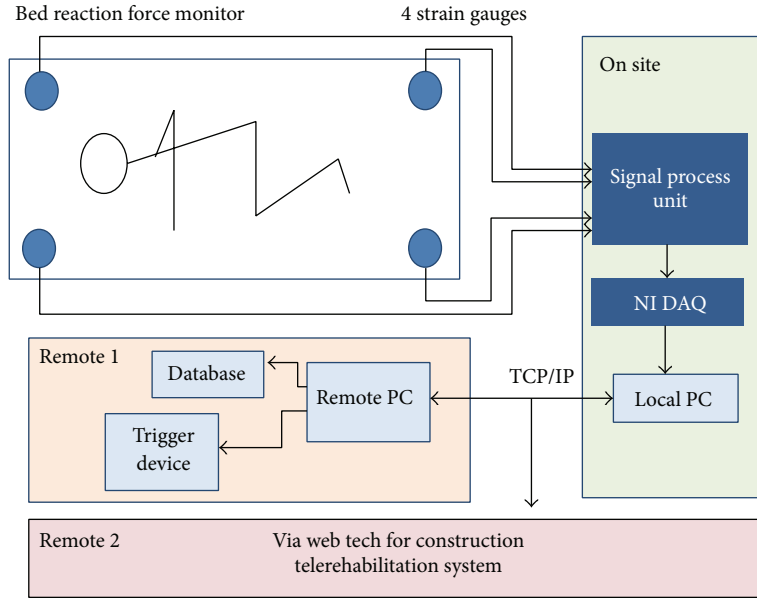 Bed reaction force monitor
4 strain gauges
On site
Signal process
unit
NI DAQ
Remote 1
Database
Remote PC
TCP/IP
Local PC
Trigger
device
Remote 2
Via web tech for construction
telerehabilitation system